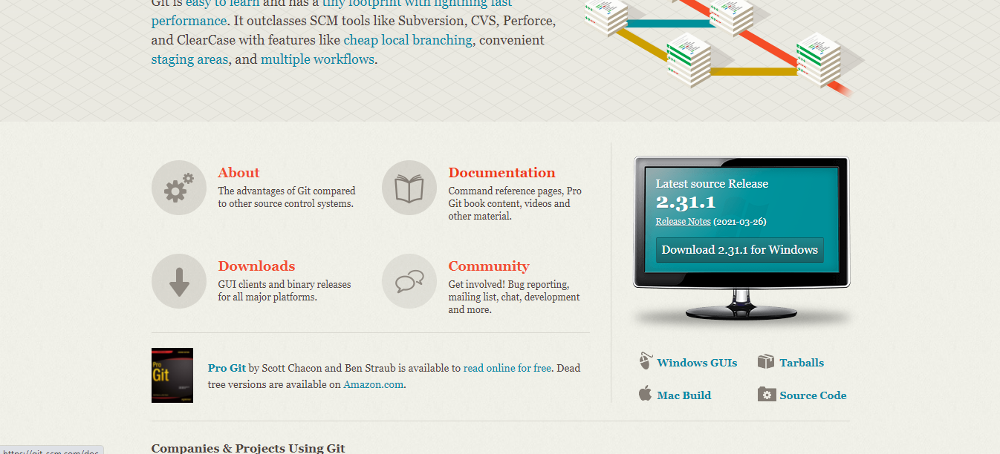 Git is easy to learn and has a tiny footprint with lightning fast
performance. It outclasses SCM tools like Subversion, CVS, Perforce,
and ClearCase with features like cheap local branching, convenient
staging areas, and multiple workflows.
About
The advantages of Git compared
to other source control systems.
Documentation
Command reference pages, Pro
Git book content, videos and
other material.
Downloads
GUI clients and binary releases
for all major platforms.
Community
Get involved! Bug reporting,
mailing list, chat, development
and more.
Latest source Release
2.31.1
Release Notes (2021-03-26)
Download 2.31.1 for Windows
Windows GUIs
Tarballs
Mac Build
Source Code
Pro
Git
Pro Git by Scott Chacon and Ben Straub is available to read online for free. Dead
tree versions are available on Amazon.com.
Companies & Projects Using Git
https://git-scm.com/doc